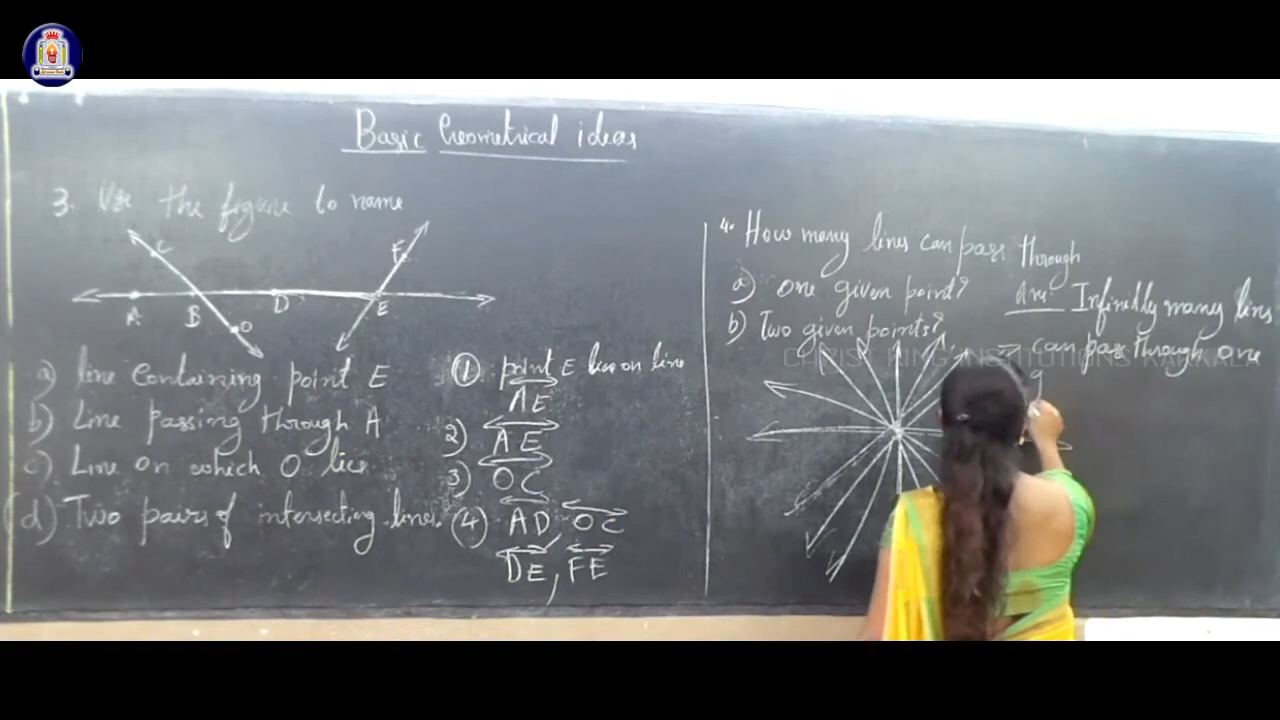 Basic Geometrical ideas
3. Use the figure to name
C
F
A B D E
O
a) line containing point E
b) Line passing through A
c) Line on which O lies
(d) Two pairs of intersecting lines.
① point E lies on line
AE
2) AE
3) OC
(4) AD, OC
DE, FE
4. How many lines can pass through
a) One given point?
b) Two given points?
Ans: Infinitly many lines
can pass through one
g
CHRIST KING INSTITUTIONS KARKALA